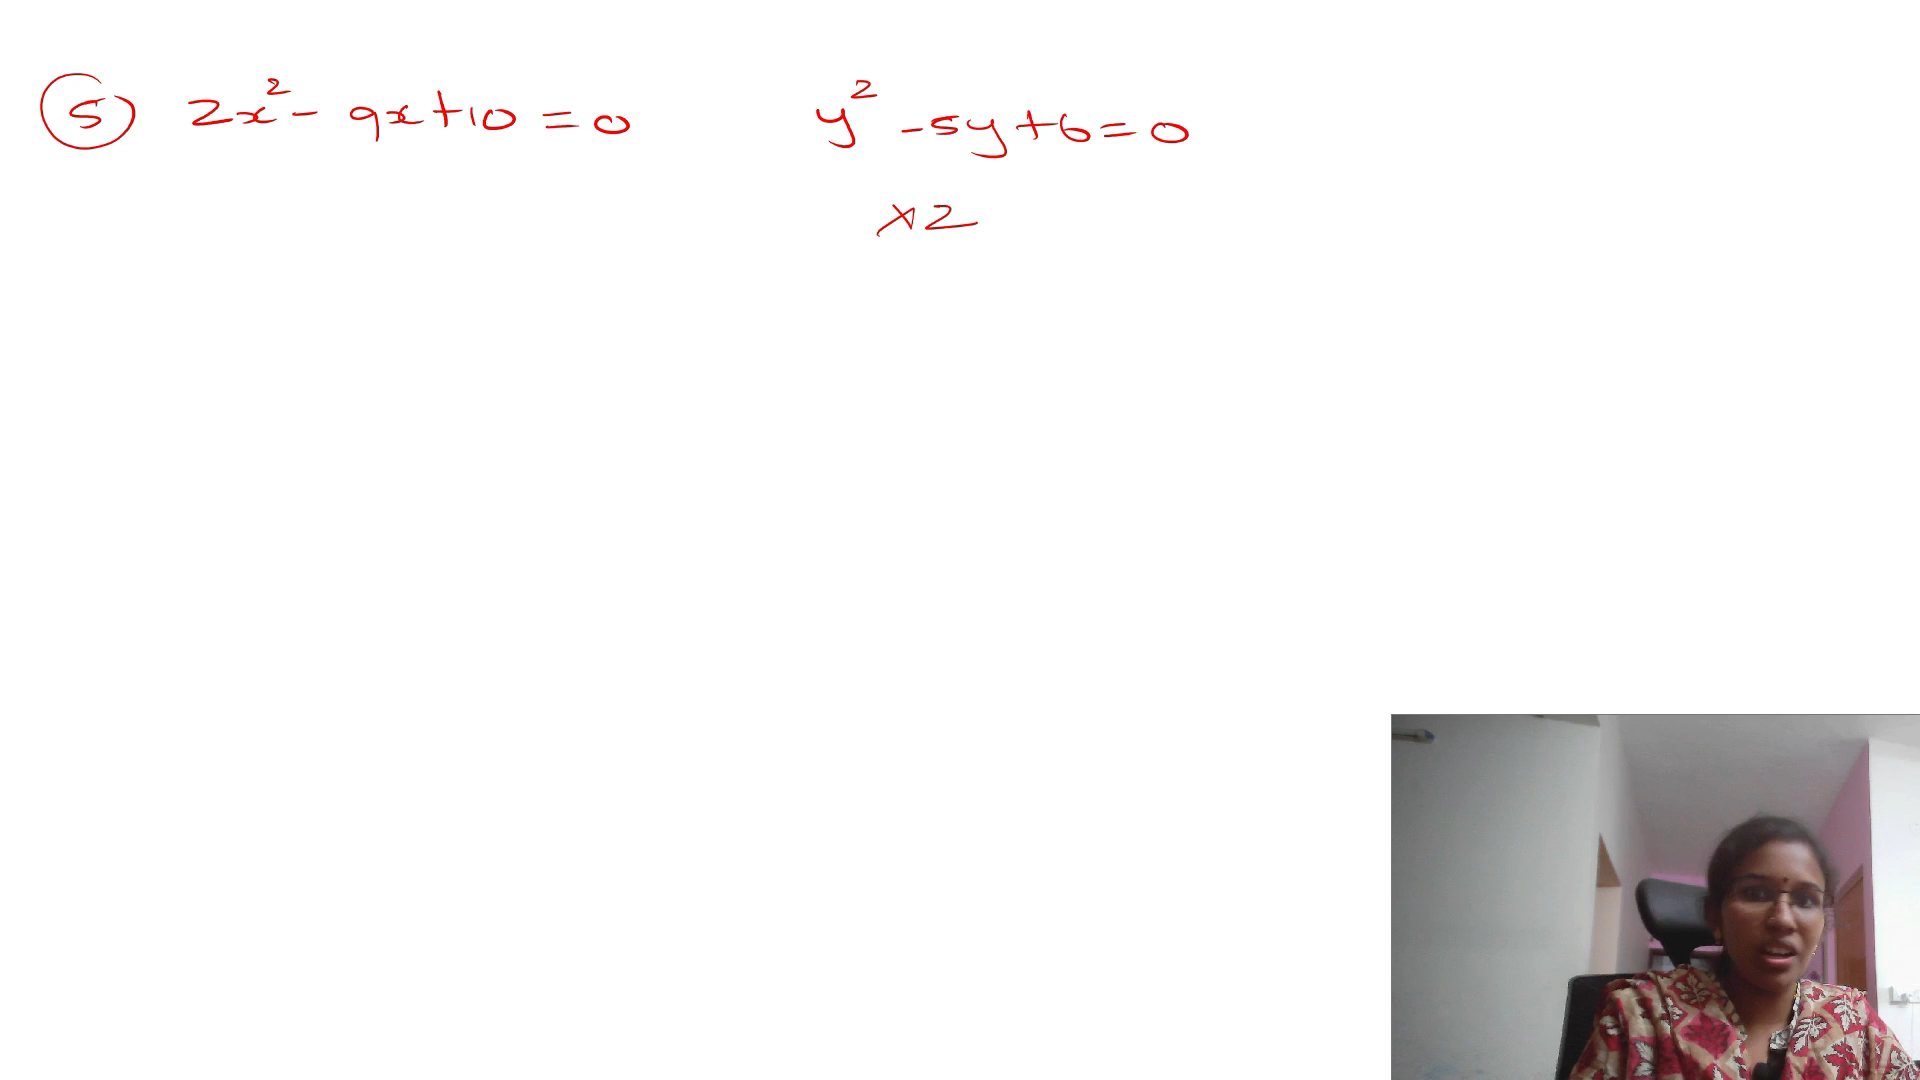 5) 2x² - 9x+10 = 0 y² - 5y+6=0
×2